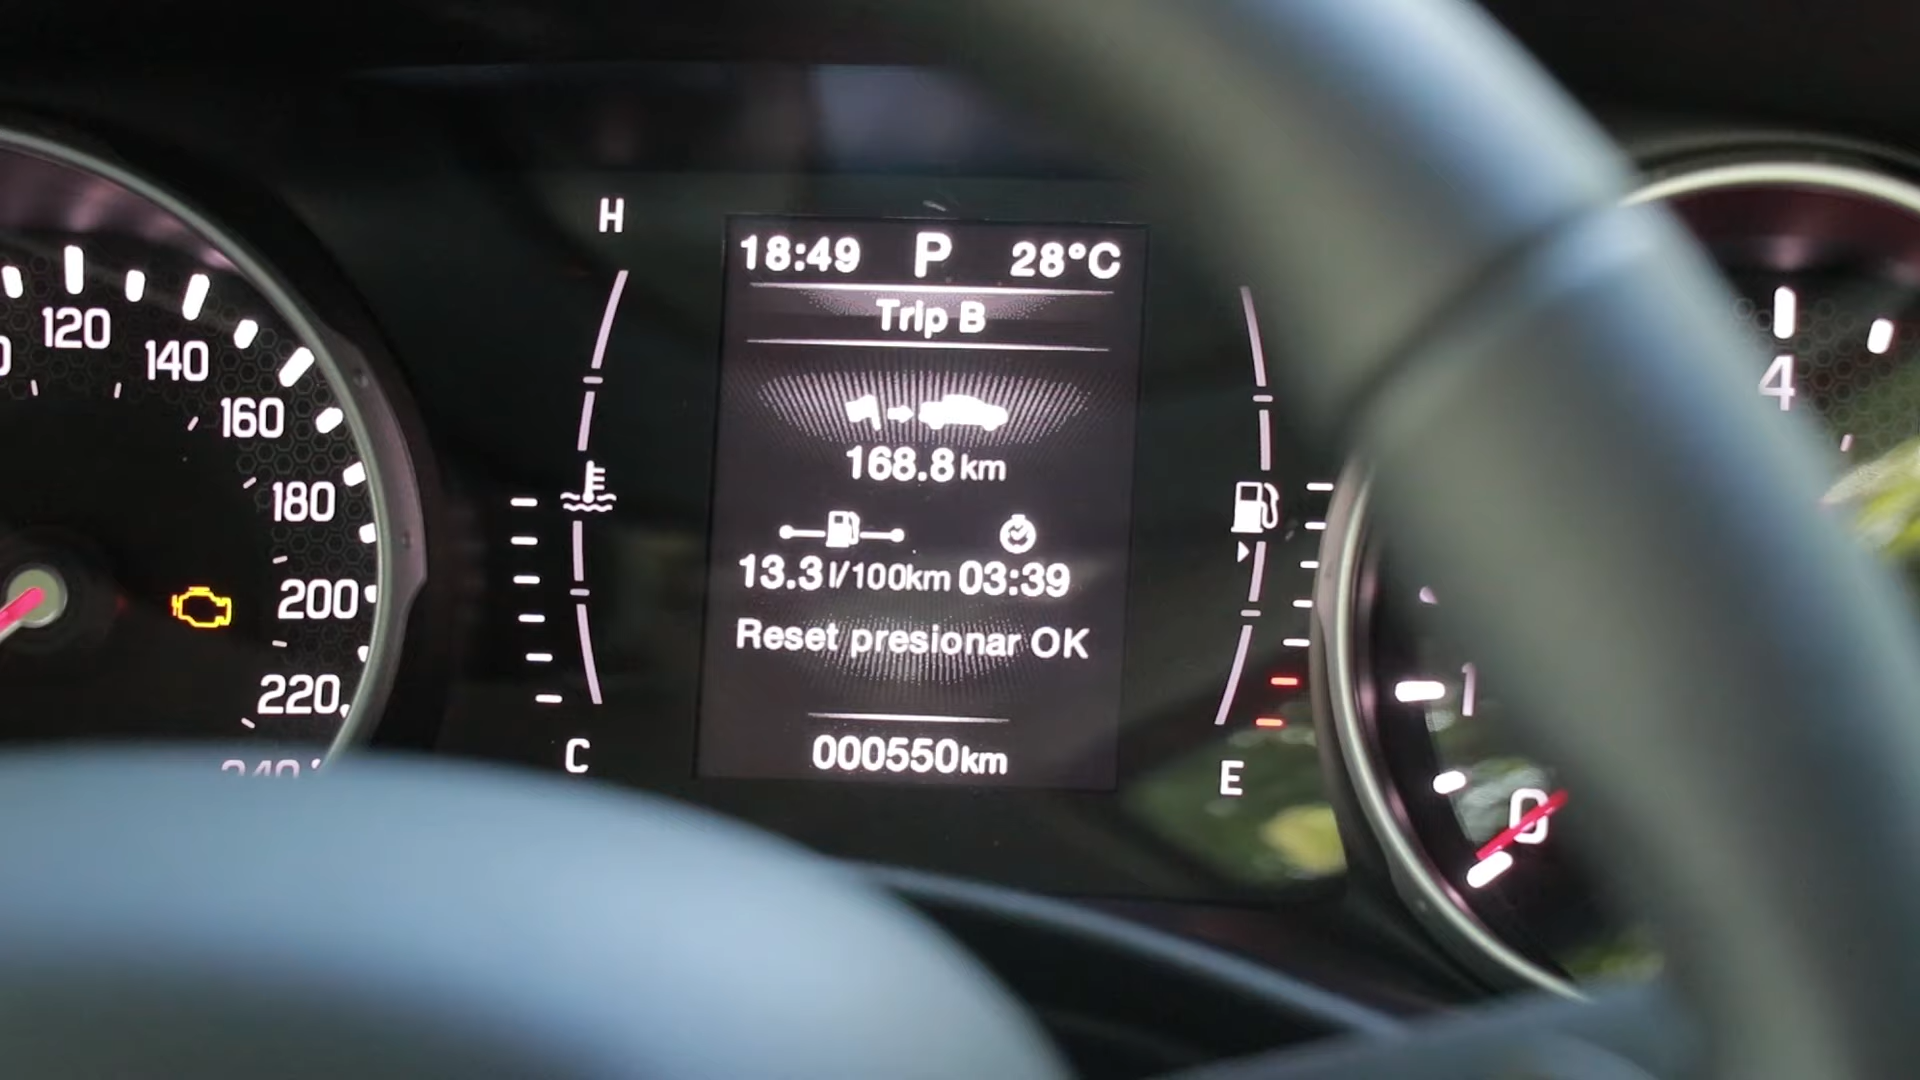 H
18:49 P 28°C
Trip B
168.8 km
13.3 l/100km 03:39
Reset presionar OK
000550km
C
E
120
140
160
180
200
220
240
4
1
0